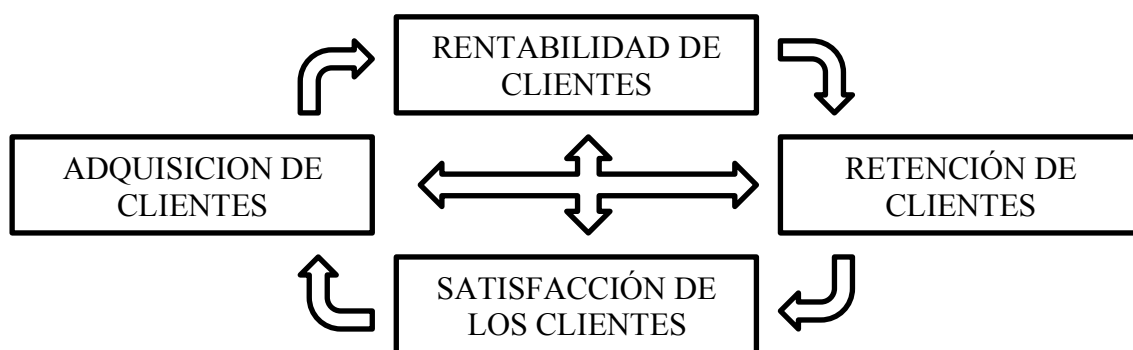 RENTABILIDAD DE
CLIENTES
ADQUISICION DE
CLIENTES
RETENCIÓN DE
CLIENTES
SATISFACCIÓN DE
LOS CLIENTES